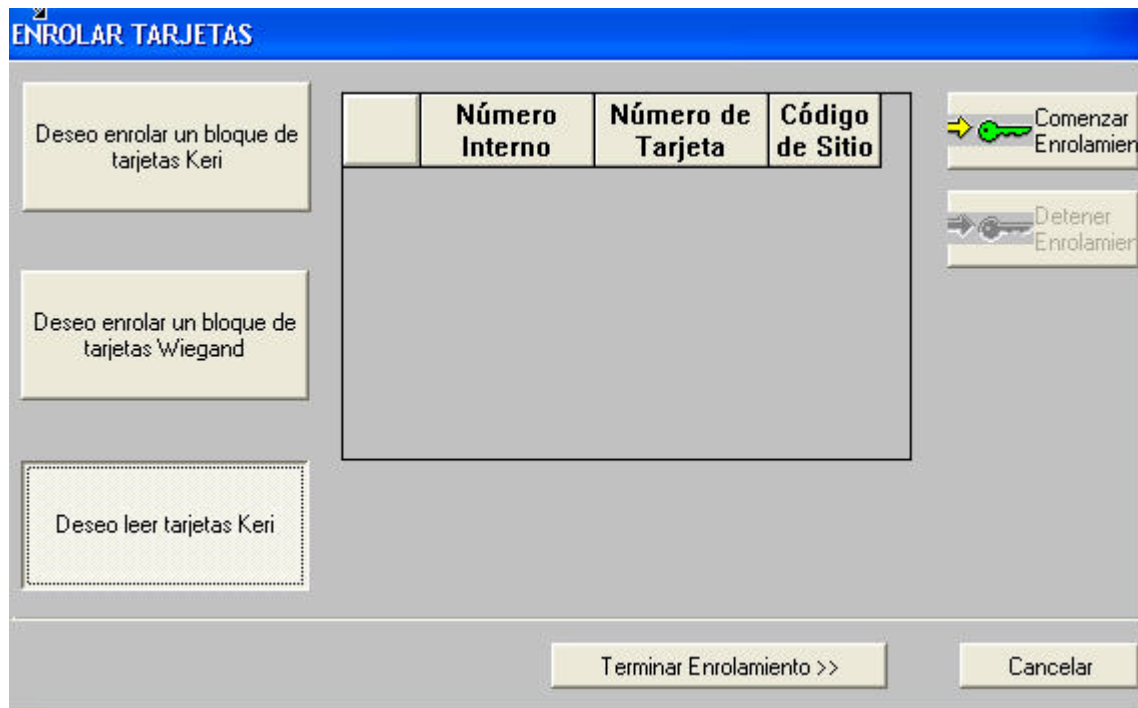 ENROLAR TARJETAS
Deseo enrolar un bloque de
tarjetas Keri
Deseo enrolar un bloque de
tarjetas Wiegand
Deseo leer tarjetas Keri
Número
Interno
Número de
Tarjeta
Código
de Sitio
Comenzar
Enrolamien
Detener
Enrolamier
Terminar Enrolamiento >>
Cancelar